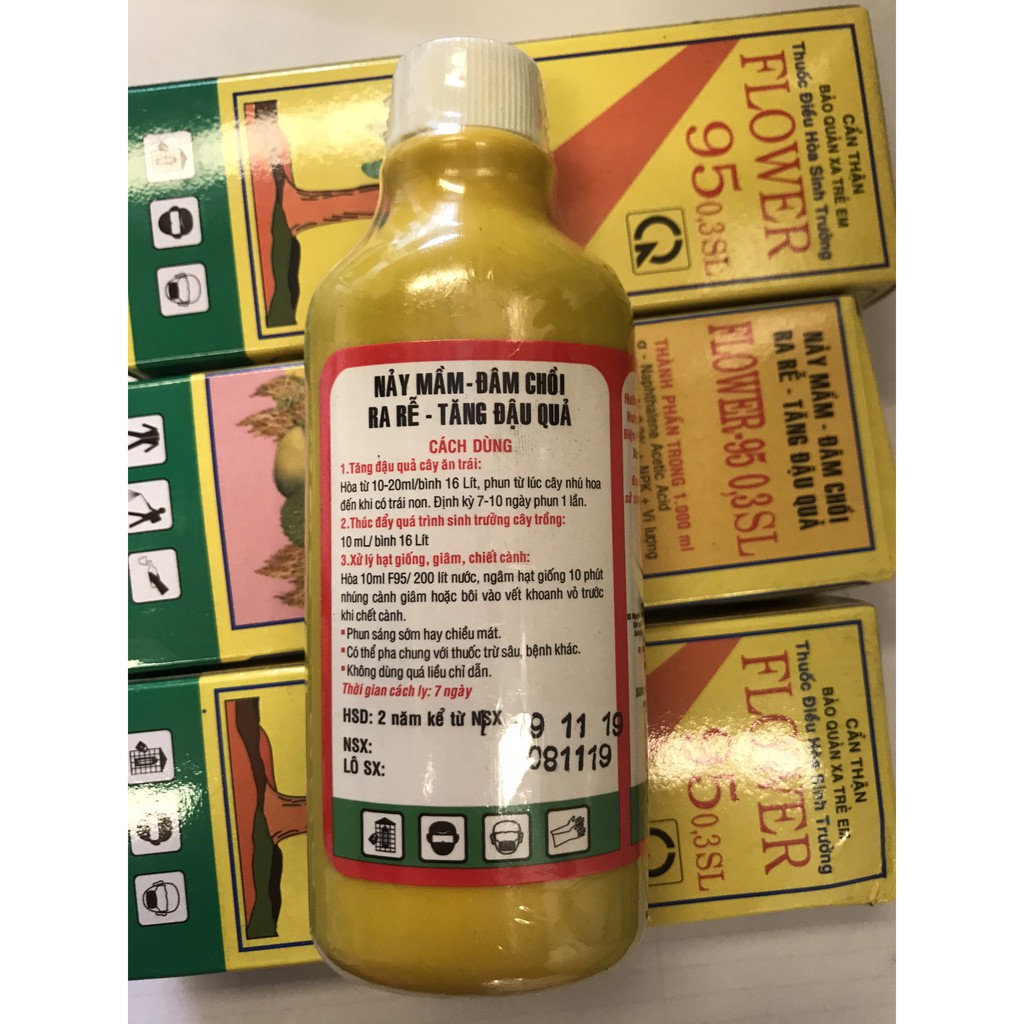 CẨN THẬN
BẢO QUẢN XA TRẺ EM
Thuốc Điều Hòa Sinh Trưởng
FLOWER
95 0,3SL
NẢY MẦM - ĐÂM CHỒI
RA RỄ - TĂNG ĐẬU QUẢ
FLOWER-95 0,3SL
THÀNH PHẦN TRONG 1.000 ml
α - Naphthalene Acetic Acid
NPK + Vi lượng
CẨN THẬN
BẢO QUẢN XA TRẺ EM
Thuốc Điều Hòa Sinh Trưởng
FLOWER
95 0,3SL
NẢY MẦM - ĐÂM CHỒI
RA RỄ - TĂNG ĐẬU QUẢ
CÁCH DÙNG
1.Tăng đậu quả cây ăn trái:
Hòa từ 10-20ml/bình 16 Lít, phun từ lúc cây nhú hoa
đến khi có trái non. Định kỳ 7-10 ngày phun 1 lần.
2.Thúc đẩy quá trình sinh trưởng cây trồng:
10 mL/ bình 16 Lít
3.Xử lý hạt giống, giâm, chiết cành:
Hòa 10ml F95/ 200 lít nước, ngâm hạt giống 10 phút
nhúng cành giâm hoặc bôi vào vết khoanh vỏ trước
khi chết cành.
Phun sáng sớm hay chiều mát.
Có thể pha chung với thuốc trừ sâu, bệnh khác.
Không dùng quá liều chỉ dẫn.
Thời gian cách ly: 7 ngày
HSD: 2 năm kể từ NSX
NSX: 11 19
LÔ SX: 081119